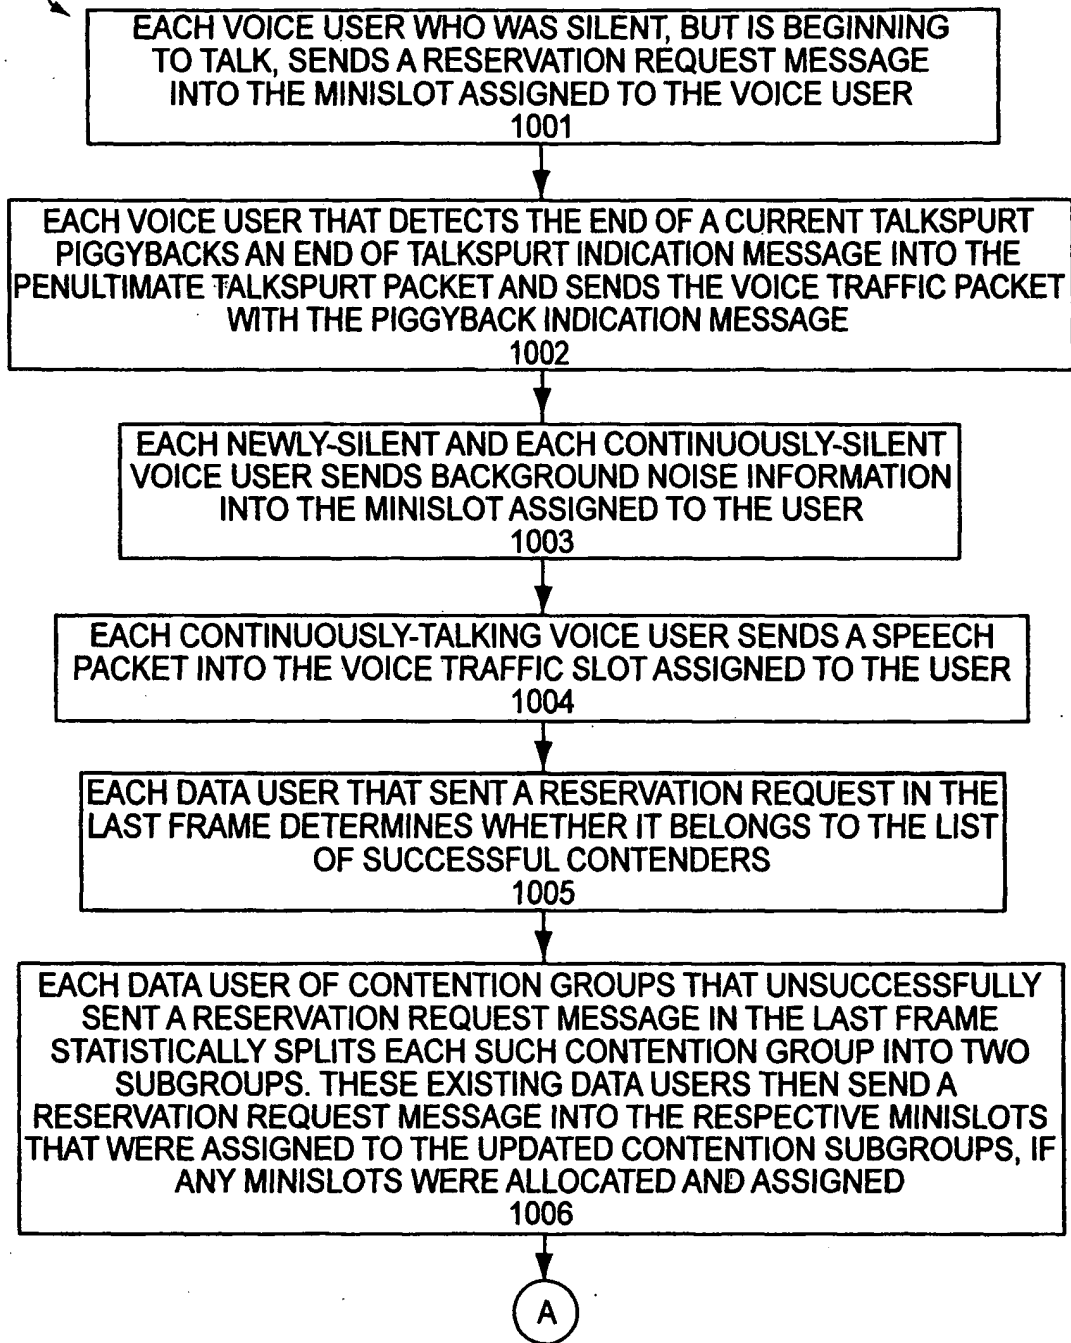 EACH VOICE USER WHO WAS SILENT, BUT IS BEGINNING
TO TALK, SENDS A RESERVATION REQUEST MESSAGE
INTO THE MINISLOT ASSIGNED TO THE VOICE USER
1001
EACH VOICE USER THAT DETECTS THE END OF A CURRENT TALKSPURT
PIGGYBACKS AN END OF TALKSPURT INDICATION MESSAGE INTO THE
PENULTIMATE TALKSPURT PACKET AND SENDS THE VOICE TRAFFIC PACKET
WITH THE PIGGYBACK INDICATION MESSAGE
1002
EACH NEWLY-SILENT AND EACH CONTINUOUSLY-SILENT
VOICE USER SENDS BACKGROUND NOISE INFORMATION
INTO THE MINISLOT ASSIGNED TO THE USER
1003
EACH CONTINUOUSLY-TALKING VOICE USER SENDS A SPEECH
PACKET INTO THE VOICE TRAFFIC SLOT ASSIGNED TO THE USER
1004
EACH DATA USER THAT SENT A RESERVATION REQUEST IN THE
LAST FRAME DETERMINES WHETHER IT BELONGS TO THE LIST
OF SUCCESSFUL CONTENDERS
1005
EACH DATA USER OF CONTENTION GROUPS THAT UNSUCCESSFULLY
SENT A RESERVATION REQUEST MESSAGE IN THE LAST FRAME
STATISTICALLY SPLITS EACH SUCH CONTENTION GROUP INTO TWO
SUBGROUPS. THESE EXISTING DATA USERS THEN SEND A
RESERVATION REQUEST MESSAGE INTO THE RESPECTIVE MINISLOTS
THAT WERE ASSIGNED TO THE UPDATED CONTENTION SUBGROUPS, IF
ANY MINISLOTS WERE ALLOCATED AND ASSIGNED
1006
A